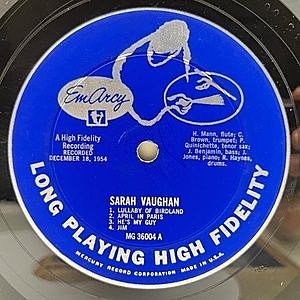 EmArcy
A High Fidelity
Recording
RECORDED
DECEMBER 18, 1954
H. Mann, flute; C.
Brown, trumpet; P.
Quinichette, tenor sax;
J. Benjamin, bass; J.
Jones, piano; R. Haynes,
drums.
SARAH VAUGHAN
1. LULLABY OF BIRDLAND
2. APRIL IN PARIS
3. HE'S MY GUY
4. JIM
MG 36004 A
LONG PLAYING HIGH FIDELITY
MERCURY RECORD CORPORATION MADE IN U.S.A.